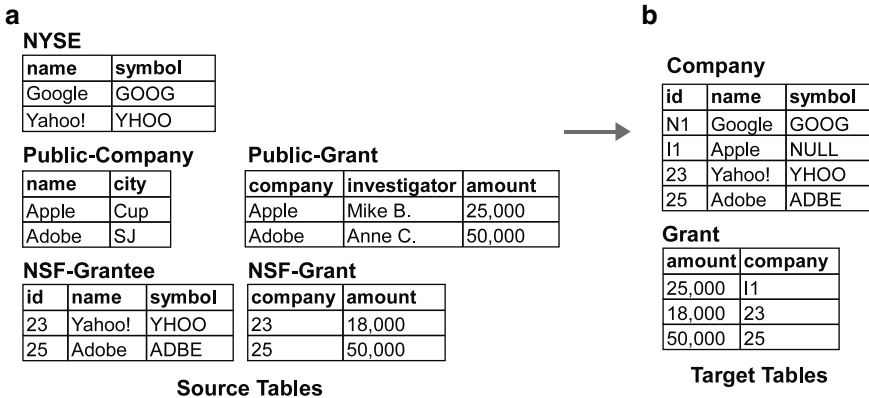 a
NYSE
name symbol
Google GOOG
Yahoo! YHOO
Public-Company
name city
Apple Cup
Adobe SJ
Public-Grant
company investigator amount
Apple Mike B. 25,000
Adobe Anne C. 50,000
NSF-Grantee
id name symbol
23 Yahoo! YHOO
25 Adobe ADBE
NSF-Grant
company amount
23 18,000
25 50,000
Source Tables
b
Company
id name symbol
N1 Google GOOG
I1 Apple NULL
23 Yahoo! YHOO
25 Adobe ADBE
Grant
amount company
25,000 I1
18,000 23
50,000 25
Target Tables